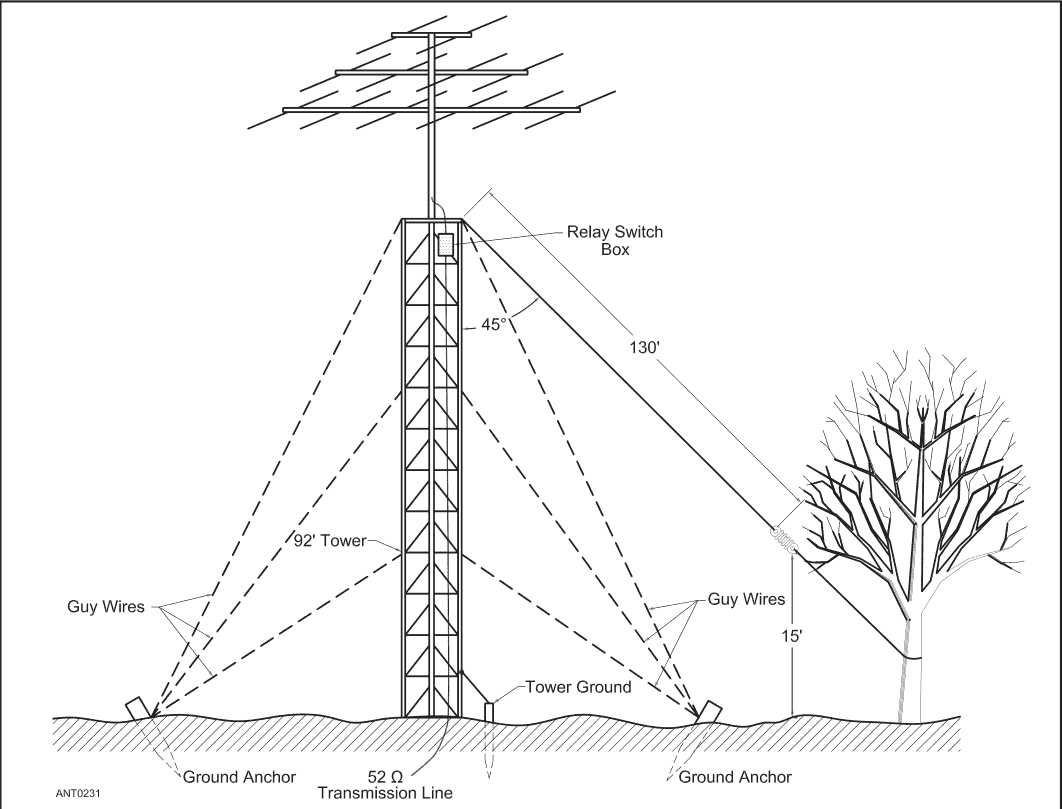 Relay Switch
Box
45°
130'
92' Tower
Guy Wires
Guy Wires
15'
Tower Ground
Ground Anchor
52 Ω
Transmission Line
Ground Anchor
ANT0231